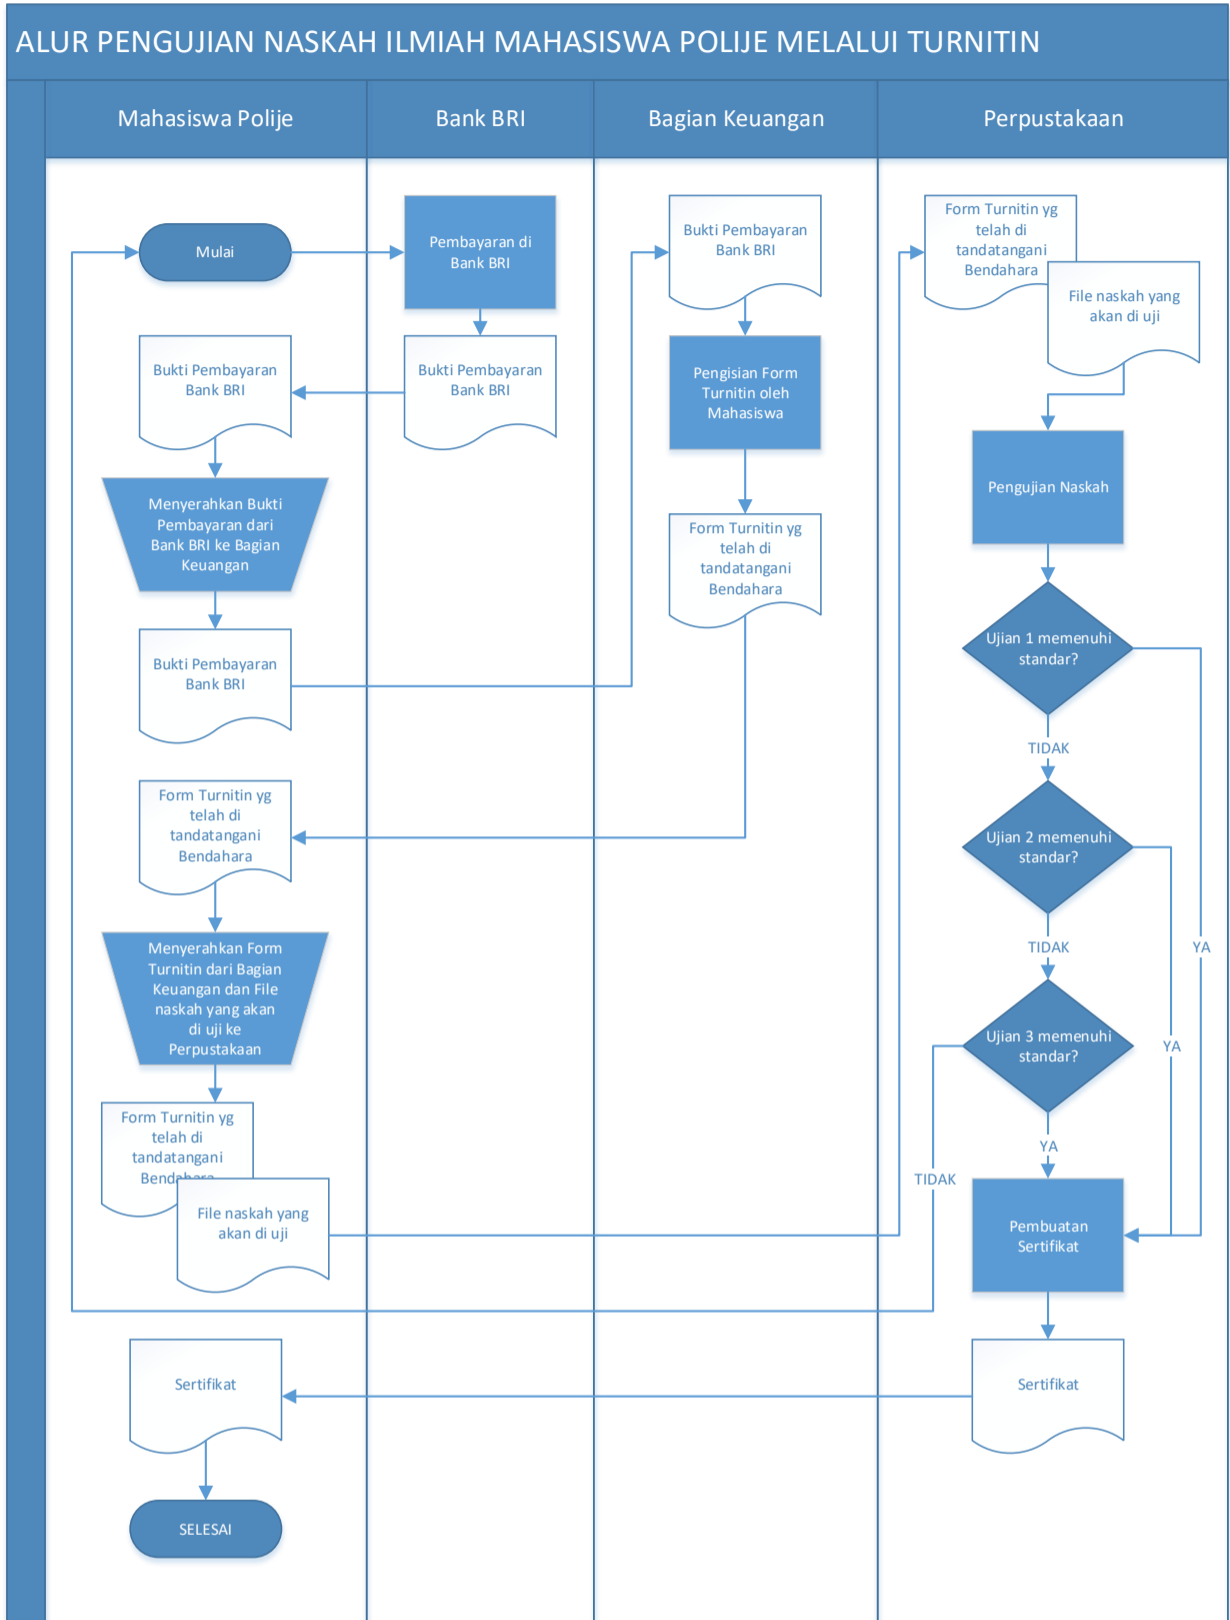 ALUR PENGUJIAN NASKAH ILMIAH MAHASISWA POLIJE MELALUI TURNITIN
Mahasiswa Polije
Bank BRI
Bagian Keuangan
Perpustakaan
Mulai
Bukti Pembayaran
Bank BRI
Menyerahkan Bukti
Pembayaran dari
Bank BRI ke Bagian
Keuangan
Bukti Pembayaran
Bank BRI
Form Turnitin yg
telah di
tandatangani
Bendahara
Menyerahkan Form
Turnitin dari Bagian
Keuangan dan File
naskah yang akan
di uji ke
Perpustakaan
Form Turnitin yg
telah di
tandatangani
Bendahara
File naskah yang
akan di uji
Sertifikat
SELESAI
Pembayaran di
Bank BRI
Bukti Pembayaran
Bank BRI
Bukti Pembayaran
Bank BRI
Pengisian Form
Turnitin oleh
Mahasiswa
Form Turnitin yg
telah di
tandatangani
Bendahara
Form Turnitin yg
telah di
tandatangani
Bendahara
File naskah yang
akan di uji
Pengujian Naskah
Ujian 1 memenuhi
standar?
TIDAK
Ujian 2 memenuhi
standar?
TIDAK
YA
Ujian 3 memenuhi
standar?
YA
YA
TIDAK
Pembuatan
Sertifikat
Sertifikat